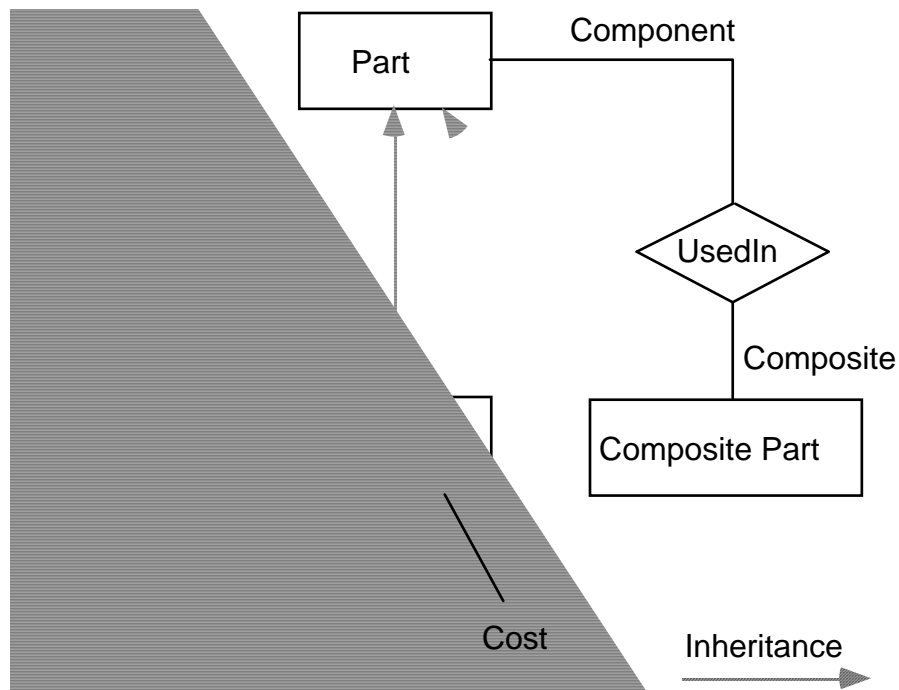 Component
Part
UsedIn
Composite
Composite Part
Cost
Inheritance